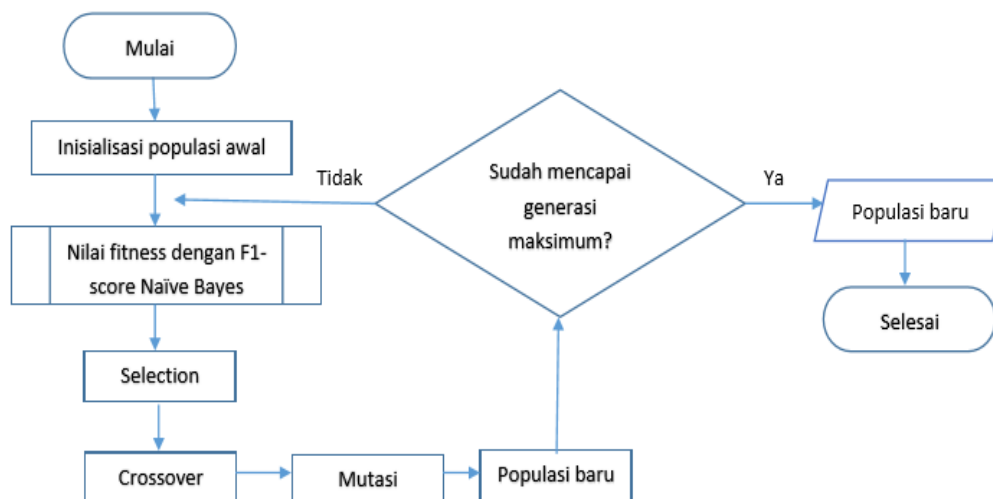 Mulai
Inisialisasi populasi awal
Nilai fitness dengan F1-
score Naïve Bayes
Selection
Crossover
Mutasi
Populasi baru
Sudah mencapai
generasi
maksimum?
Tidak
Ya
Populasi baru
Selesai